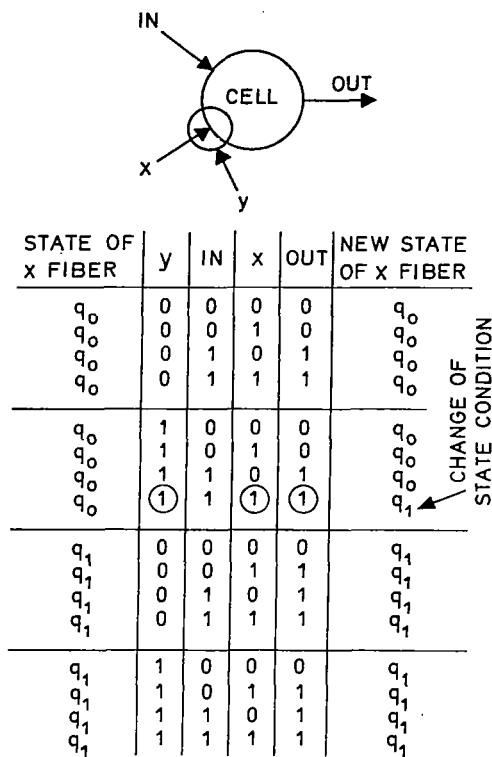 IN
CELL
OUT
x
y
STATE OF X FIBER y IN x OUT NEW STATE OF X FIBER
q₀ 0 0 0 0 q₀
q₀ 0 0 1 0 q₀
q₀ 0 1 0 1 q₀
q₀ 0 1 1 1 q₀
q₀ 1 0 0 0 q₀
q₀ 1 0 1 0 q₀
q₀ 1 1 0 1 q₀
q₀ 1 1 1 1 q₁
CHANGE OF
STATE CONDITION
q₁ 0 0 0 0 q₁
q₁ 0 0 1 1 q₁
q₁ 0 1 0 1 q₁
q₁ 0 1 1 1 q₁
q₁ 1 0 0 0 q₁
q₁ 1 0 1 1 q₁
q₁ 1 1 0 1 q₁
q₁ 1 1 1 1 q₁